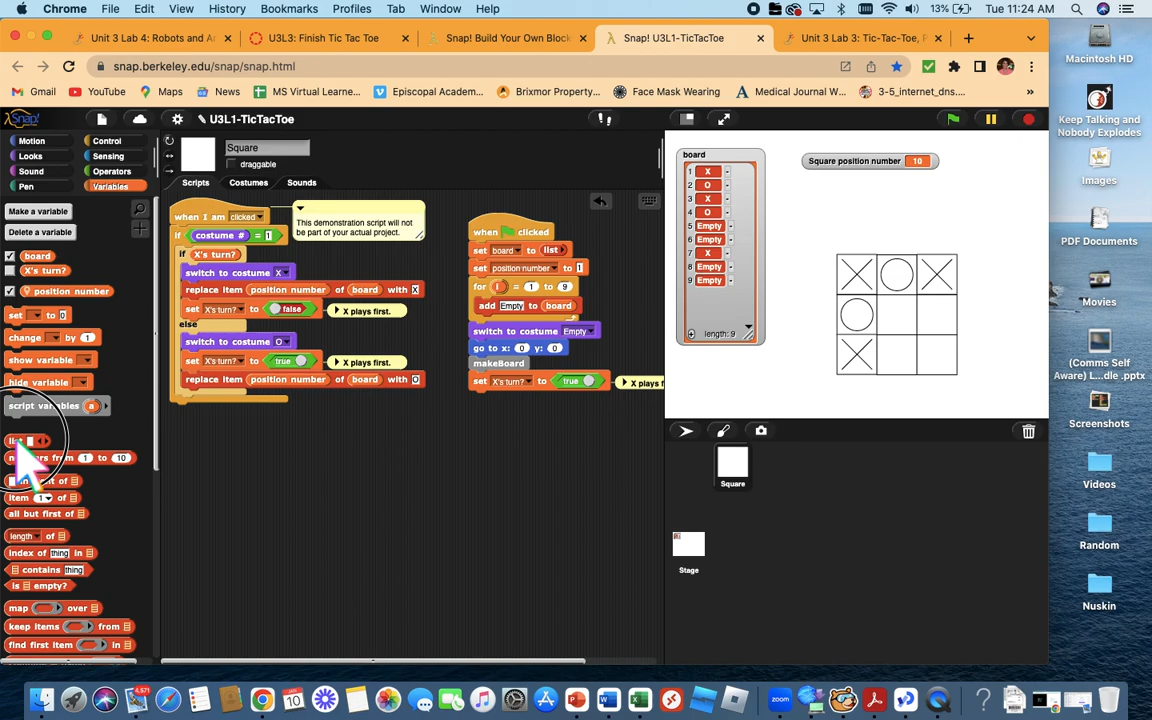 Chrome File Edit View History Bookmarks Profiles Tab Window Help 13% Tue 11:24 AM
Unit 3 Lab 4: Robots and Ar
U3L3: Finish Tic Tac Toe
Snap! Build Your Own Block
Snap! U3L1-TicTacToe
Unit 3 Lab 3: Tic-Tac-Toe, P
snap.berkeley.edu/snap/snap.html
Gmail YouTube Maps News MS Virtual Learne... Episcopal Academ... Brixmor Property... Face Mask Wearing Medical Journal W... 3-5_internet_dns....
Snap!
U3L1-TicTacToe
Motion Control
Looks Sensing
Sound Operators
Pen Variables
Make a variable
Delete a variable
board
X's turn?
position number
set to 0
change by 1
show variable
hide variable
script variables a
list
numbers from 1 to 10
in front of
item 1 of
all but first of
length of
index of thing in
contains thing
is empty?
map over
keep items from
find first item in
Square
draggable
Scripts Costumes Sounds
when I am clicked
This demonstration script will not
be part of your actual project.
if costume # = 1
if X's turn?
switch to costume X
replace item position number of board with X
set X's turn? to false
X plays first.
else
switch to costume O
set X's turn? to true
X plays first.
replace item position number of board with O
when clicked
set board to list
set position number to 1
for i = 1 to 9
add Empty to board
switch to costume Empty
go to x: 0 y: 0
makeBoard
set X's turn? to true
X plays f
board
1 X
2 O
3 X
4 O
5 Empty
6 Empty
7 X
8 Empty
9 Empty
+ length: 9
Square position number 10
X O X
O
X
Square
Stage
Macintosh HD
Keep Talking and
Nobody Explodes
Images
PDF Documents
Movies
(Comms Self
Aware) L...dle .pptx
Screenshots
Videos
Random
Nuskin
4,571
JAN
10
zoom